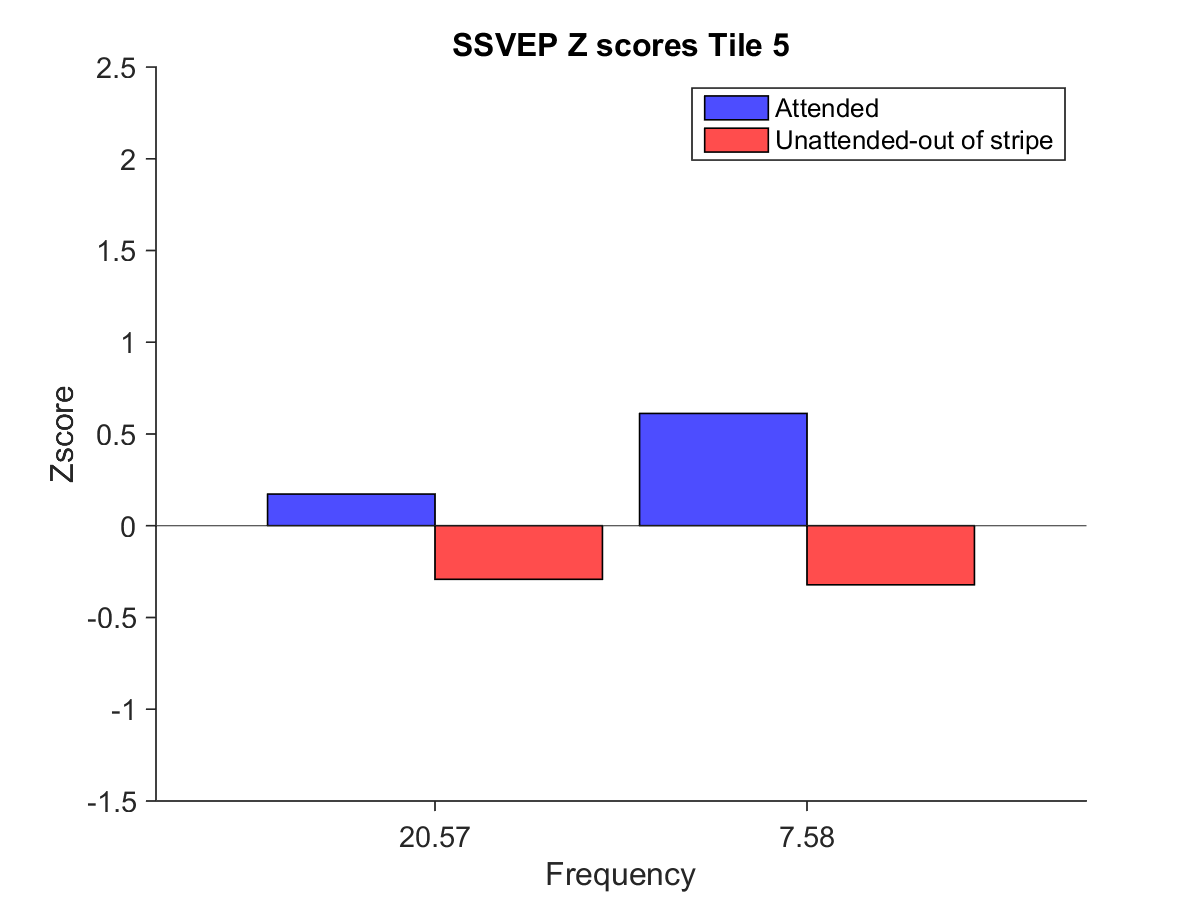 SSVEP Z scores Tile 5
Attended
Unattended-out of stripe
2.5
2
1.5
1
0.5
0
-0.5
-1
-1.5
Zscore
20.57
7.58
Frequency